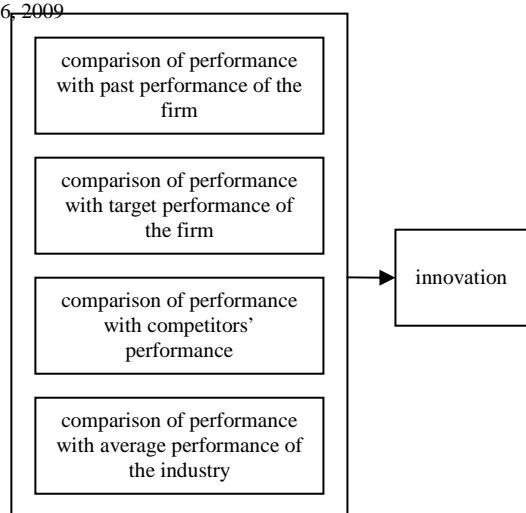 6, 2009
comparison of performance
with past performance of the
firm
comparison of performance
with target performance of
the firm
comparison of performance
with competitors’
performance
comparison of performance
with average performance of
the industry
innovation